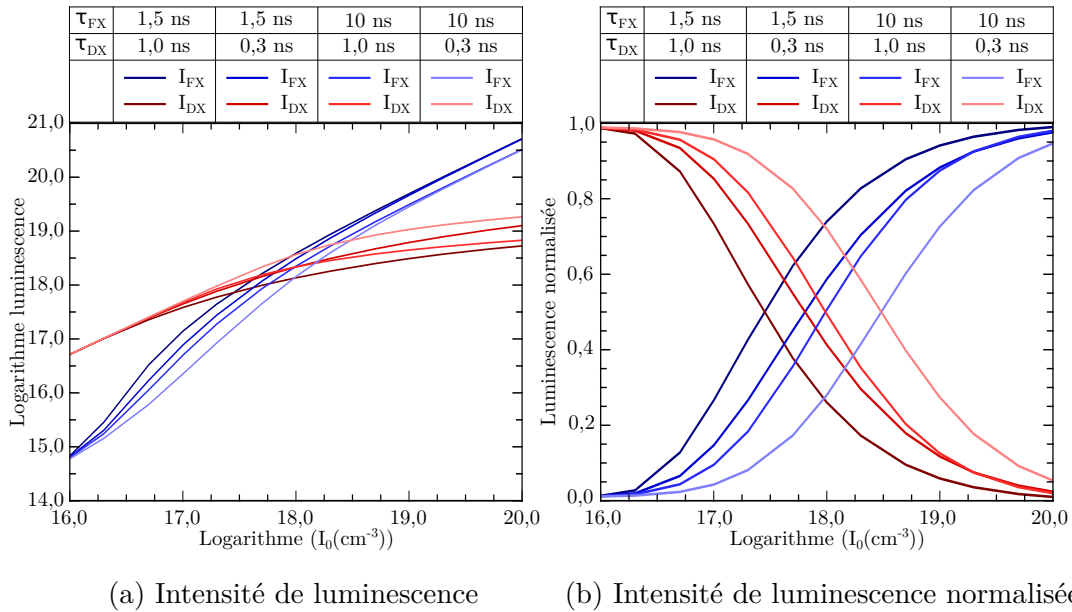 τFX 1,5 ns 1,5 ns 10 ns 10 ns
τDX 1,0 ns 0,3 ns 1,0 ns 0,3 ns
IFX IFX IFX IFX
IDX IDX IDX IDX
21,0
20,0
19,0
18,0
17,0
16,0
15,0
14,0
Logarithme luminescence
16,0 17,0 18,0 19,0 20,0
Logarithme (I0(cm-3))
(a) Intensité de luminescence
τFX 1,5 ns 1,5 ns 10 ns 10 ns
τDX 1,0 ns 0,3 ns 1,0 ns 0,3 ns
IFX IFX IFX IFX
IDX IDX IDX IDX
1,0
0,8
0,6
0,4
0,2
0,0
Luminescence normalisée
16,0 17,0 18,0 19,0 20,0
Logarithme (I0(cm-3))
(b) Intensité de luminescence normalisée